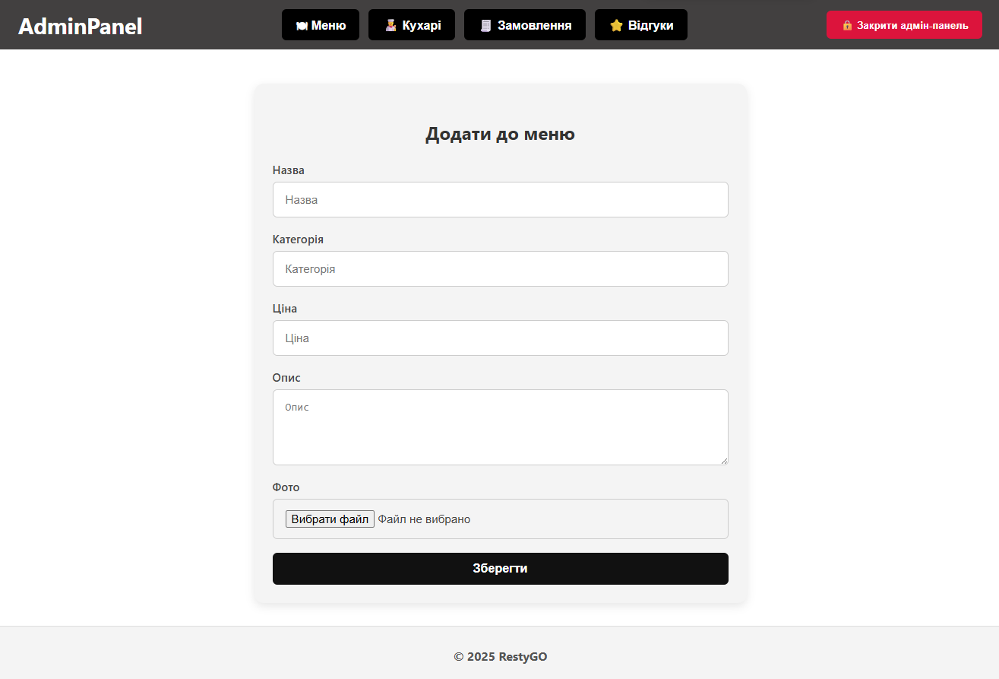 AdminPanel
🍽 Меню
👩‍🍳 Кухарі
🧾 Замовлення
⭐ Відгуки
🔒 Закрити адмін-панель
Додати до меню
Назва
Назва
Категорія
Категорія
Ціна
Ціна
Опис
Опис
Фото
Вибрати файл Файл не вибрано
Зберегти
© 2025 RestyGO